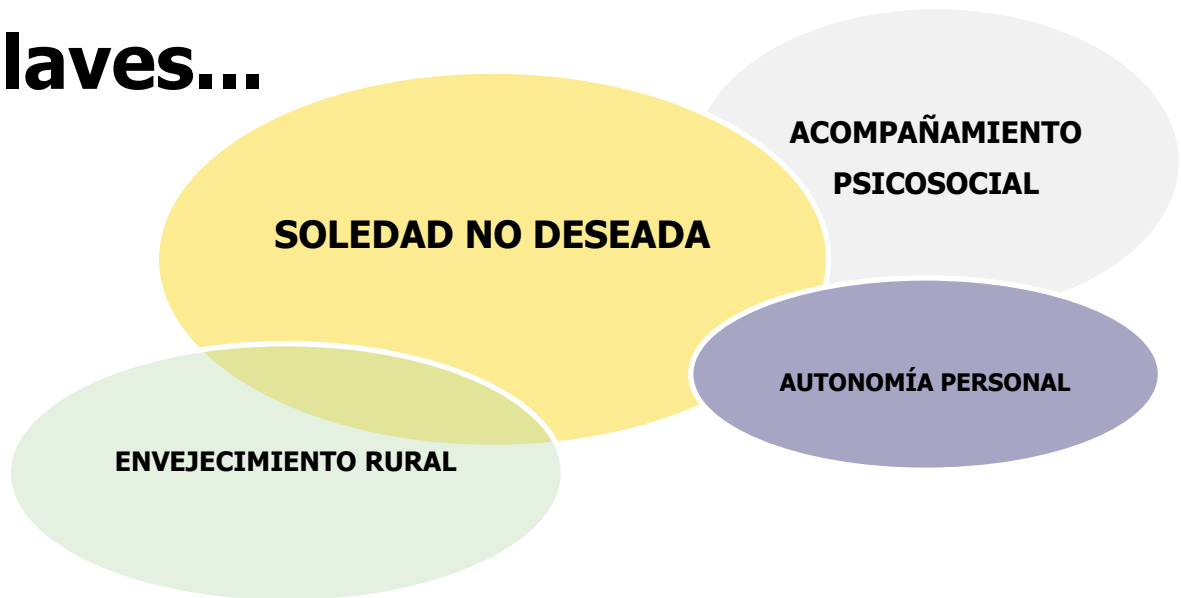 laves...
ACOMPAÑAMIENTO
PSICOSOCIAL
SOLEDAD NO DESEADA
AUTONOMÍA PERSONAL
ENVEJECIMIENTO RURAL